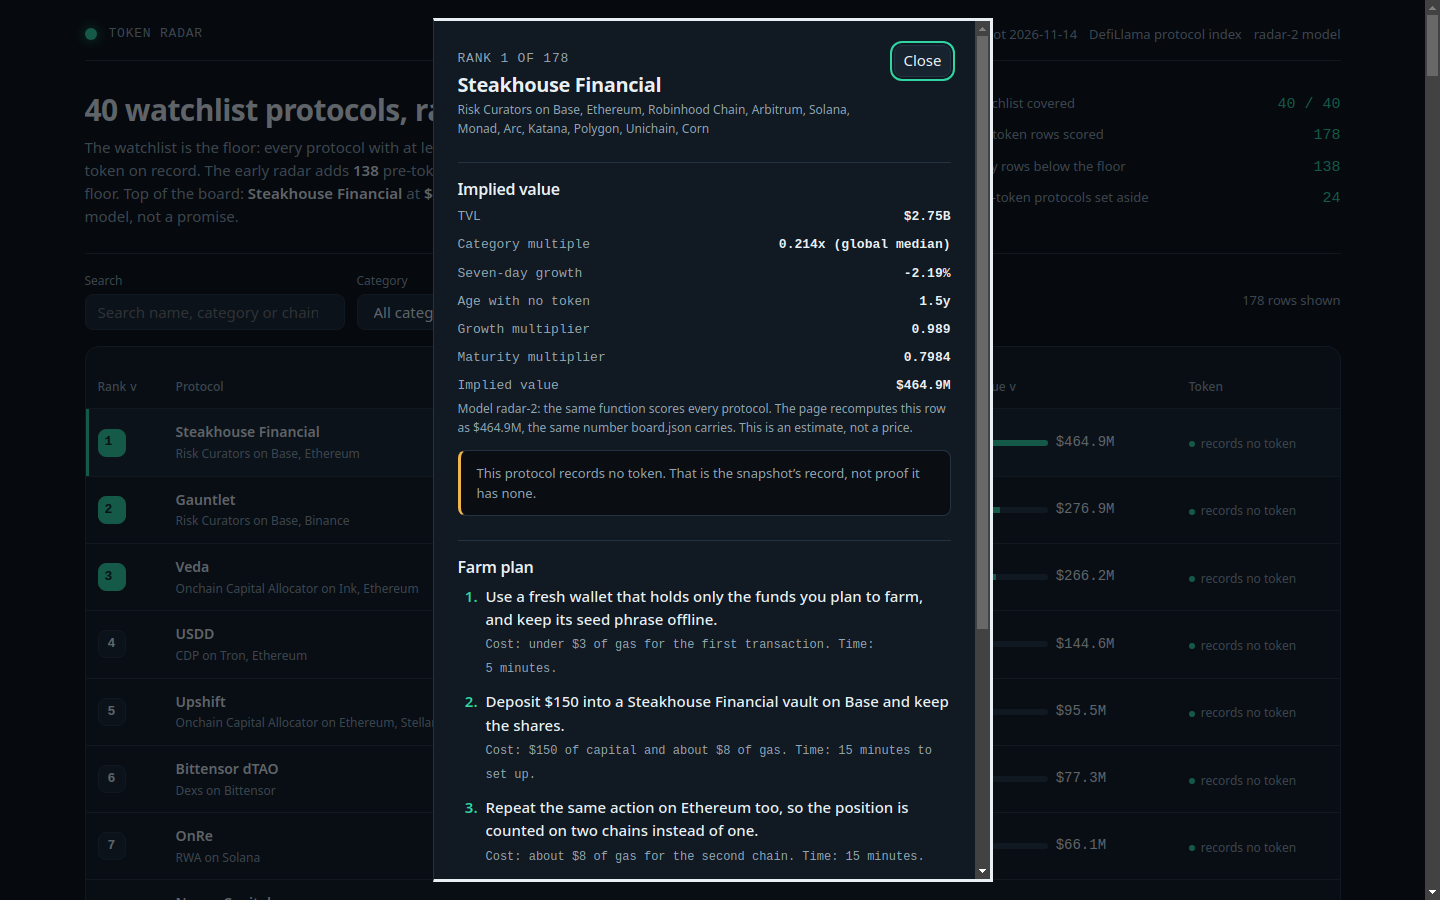 TOKEN RADAR
ot 2026-11-14 DefiLlama protocol index radar-2 model
40 watchlist protocols, ra
The watchlist is the floor: every protocol with at le
token on record. The early radar adds 138 pre-tok
floor. Top of the board: Steakhouse Financial at $
model, not a promise.
chlist covered 40 / 40
token rows scored 178
y rows below the floor 138
-token protocols set aside 24
Search
Category
Search name, category or chain
All categ
178 rows shown
Rank v Protocol ue v Token
1 Steakhouse Financial $464.9M records no token
Risk Curators on Base, Ethereum
2 Gauntlet $276.9M records no token
Risk Curators on Base, Binance
3 Veda $266.2M records no token
Onchain Capital Allocator on Ink, Ethereum
4 USDD $144.6M records no token
CDP on Tron, Ethereum
5 Upshift $95.5M records no token
Onchain Capital Allocator on Ethereum, Stella
6 Bittensor dTAO $77.3M records no token
Dexs on Bittensor
7 OnRe $66.1M records no token
RWA on Solana
RANK 1 OF 178
Close
Steakhouse Financial
Risk Curators on Base, Ethereum, Robinhood Chain, Arbitrum, Solana,
Monad, Arc, Katana, Polygon, Unichain, Corn
Implied value
TVL $2.75B
Category multiple 0.214x (global median)
Seven-day growth -2.19%
Age with no token 1.5y
Growth multiplier 0.989
Maturity multiplier 0.7984
Implied value $464.9M
Model radar-2: the same function scores every protocol. The page recomputes this row
as $464.9M, the same number board.json carries. This is an estimate, not a price.
This protocol records no token. That is the snapshot’s record, not proof it
has none.
Farm plan
1. Use a fresh wallet that holds only the funds you plan to farm,
and keep its seed phrase offline.
Cost: under $3 of gas for the first transaction. Time:
5 minutes.
2. Deposit $150 into a Steakhouse Financial vault on Base and keep
the shares.
Cost: $150 of capital and about $8 of gas. Time: 15 minutes to
set up.
3. Repeat the same action on Ethereum too, so the position is
counted on two chains instead of one.
Cost: about $8 of gas for the second chain. Time: 15 minutes.